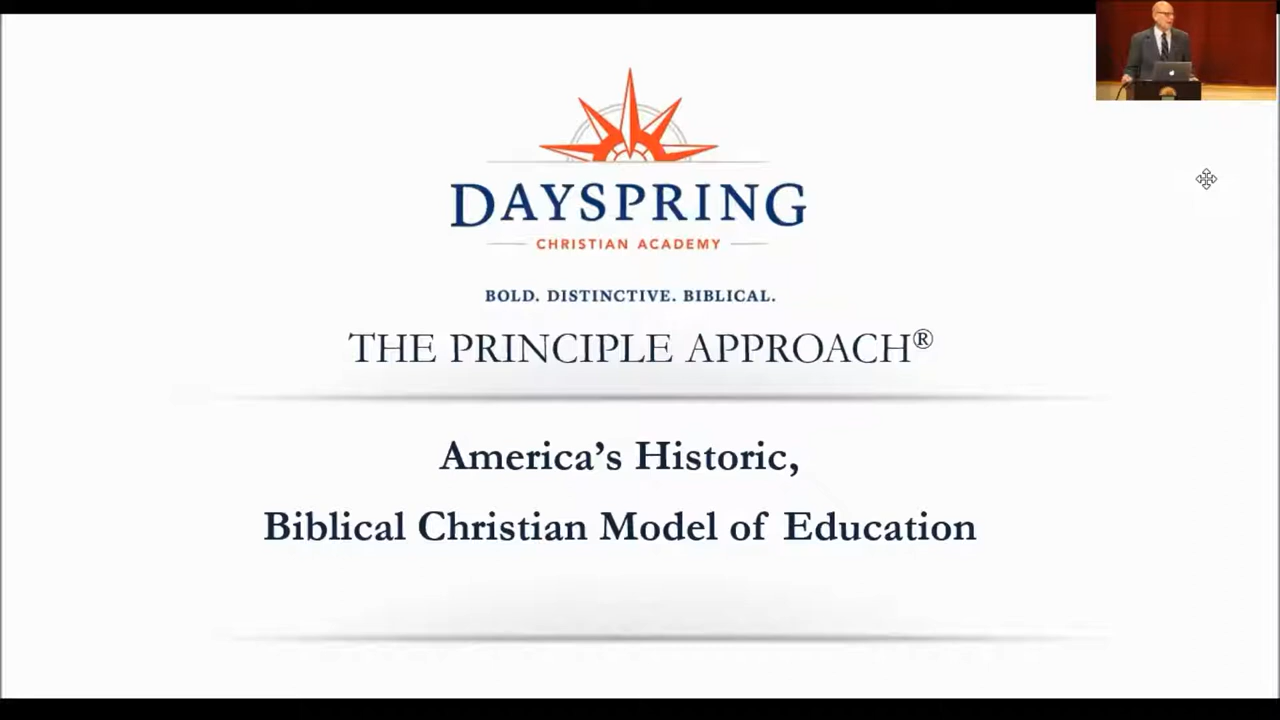 DAYSPRING
CHRISTIAN ACADEMY
BOLD. DISTINCTIVE. BIBLICAL.
THE PRINCIPLE APPROACH®
America’s Historic,
Biblical Christian Model of Education